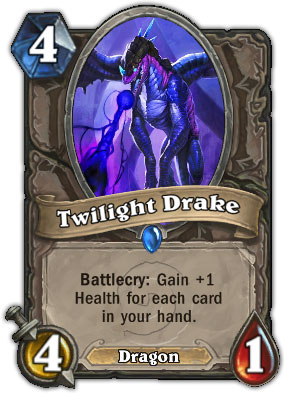 4
Twilight Drake
Battlecry: Gain +1
Health for each card
in your hand.
4
Dragon
1